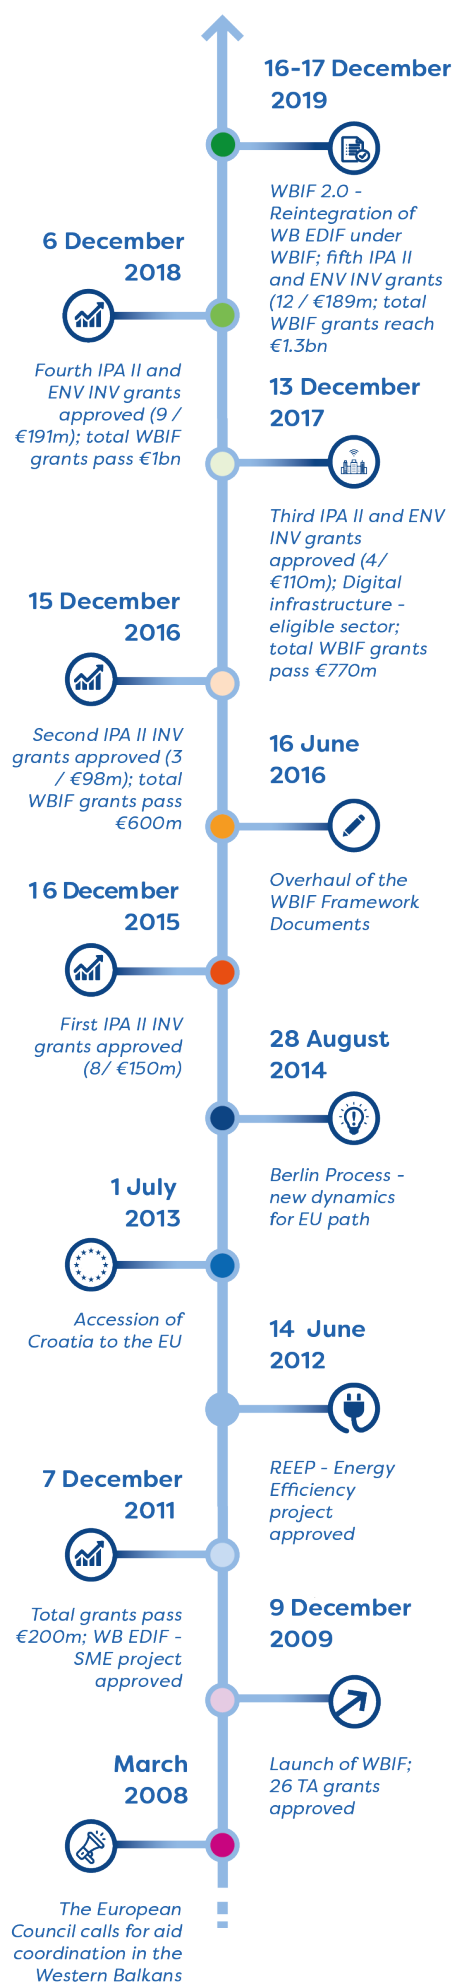 16-17 December
2019
WBIF 2.0 -
Reintegration of
WB EDIF under
WBIF; fifth IPA II
and ENV INV grants
(12 / €189m; total
WBIF grants reach
€1.3bn
6 December
2018
Fourth IPA II and
ENV INV grants
approved (9 /
€191m); total WBIF
grants pass €1bn
13 December
2017
Third IPA II and ENV
INV grants
approved (4/
€110m); Digital
infrastructure -
eligible sector;
total WBIF grants
pass €770m
15 December
2016
Second IPA II INV
grants approved (3
/ €98m); total
WBIF grants pass
€600m
16 June
2016
Overhaul of the
WBIF Framework
Documents
16 December
2015
First IPA II INV
grants approved
(8/ €150m)
28 August
2014
Berlin Process -
new dynamics
for EU path
1 July
2013
Accession of
Croatia to the EU
14 June
2012
REEP - Energy
Efficiency
project
approved
7 December
2011
Total grants pass
€200m; WB EDIF -
SME project
approved
9 December
2009
Launch of WBIF;
26 TA grants
approved
March
2008
The European
Council calls for aid
coordination in the
Western Balkans